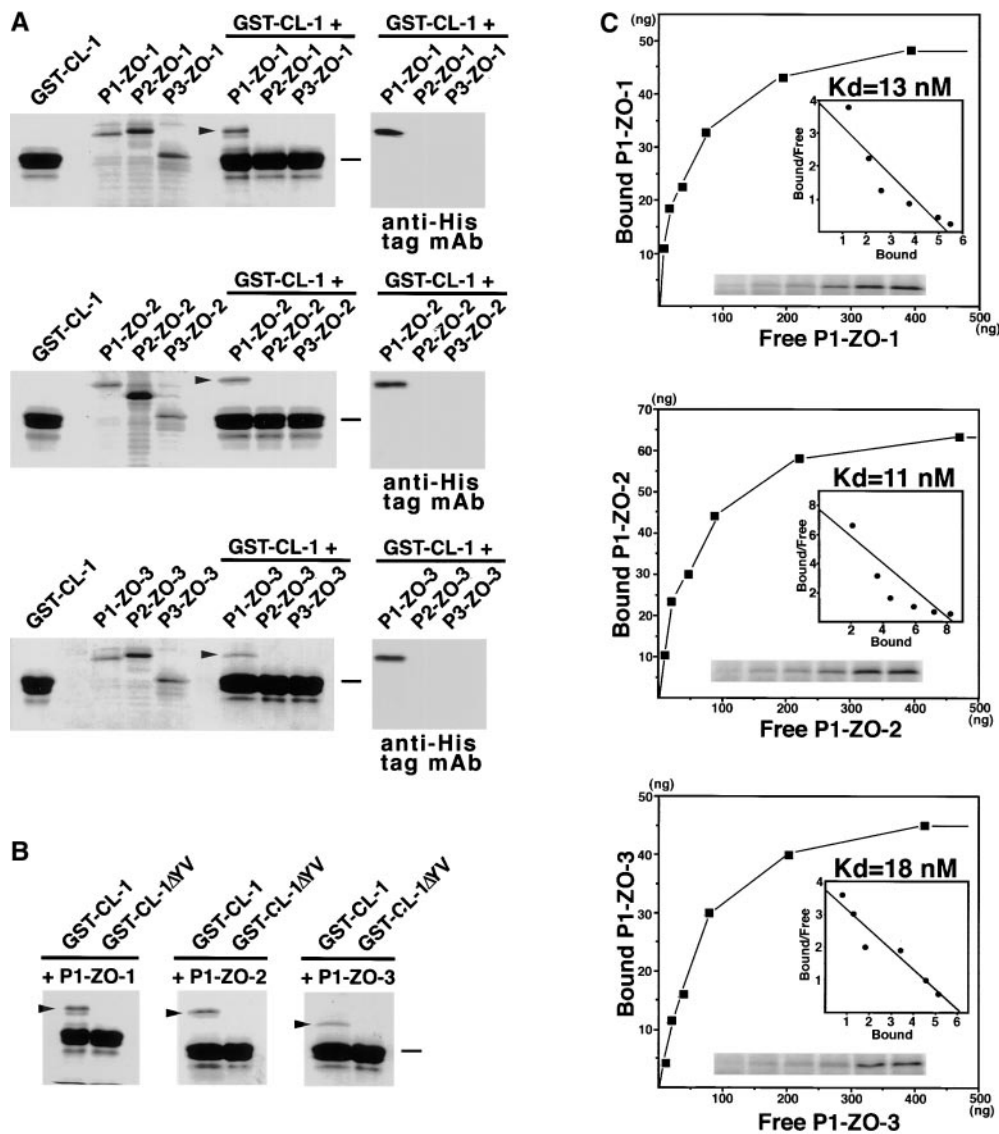 A
GST-CL-1 +
GST-CL-1 +
GST-CL-1
P1-ZO-1
P2-ZO-1
P3-ZO-1
P1-ZO-1
P2-ZO-1
P3-ZO-1
P1-ZO-1
P2-ZO-1
P3-ZO-1
anti-His
tag mAb
GST-CL-1 +
GST-CL-1 +
GST-CL-1
P1-ZO-2
P2-ZO-2
P3-ZO-2
P1-ZO-2
P2-ZO-2
P3-ZO-2
P1-ZO-2
P2-ZO-2
P3-ZO-2
anti-His
tag mAb
GST-CL-1 +
GST-CL-1 +
GST-CL-1
P1-ZO-3
P2-ZO-3
P3-ZO-3
P1-ZO-3
P2-ZO-3
P3-ZO-3
P1-ZO-3
P2-ZO-3
P3-ZO-3
anti-His
tag mAb
B
GST-CL-1
GST-CL-1ΔYV
GST-CL-1
GST-CL-1ΔYV
GST-CL-1
GST-CL-1ΔYV
+ P1-ZO-1
+ P1-ZO-2
+ P1-ZO-3
C
(ng)
50
40
30
20
10
Bound P1-ZO-1
Kd=13 nM
4
3
2
1
Bound/Free
1 2 3 4 5 6
Bound
100 200 300 400 500
(ng)
Free P1-ZO-1
(ng)
70
60
50
40
30
20
10
Bound P1-ZO-2
Kd=11 nM
8
6
4
2
Bound/Free
2 4 6 8
Bound
100 200 300 400 500
(ng)
Free P1-ZO-2
(ng)
50
40
30
20
10
Bound P1-ZO-3
Kd=18 nM
4
3
2
1
Bound/Free
1 2 3 4 5 6
Bound
100 200 300 400 500
(ng)
Free P1-ZO-3